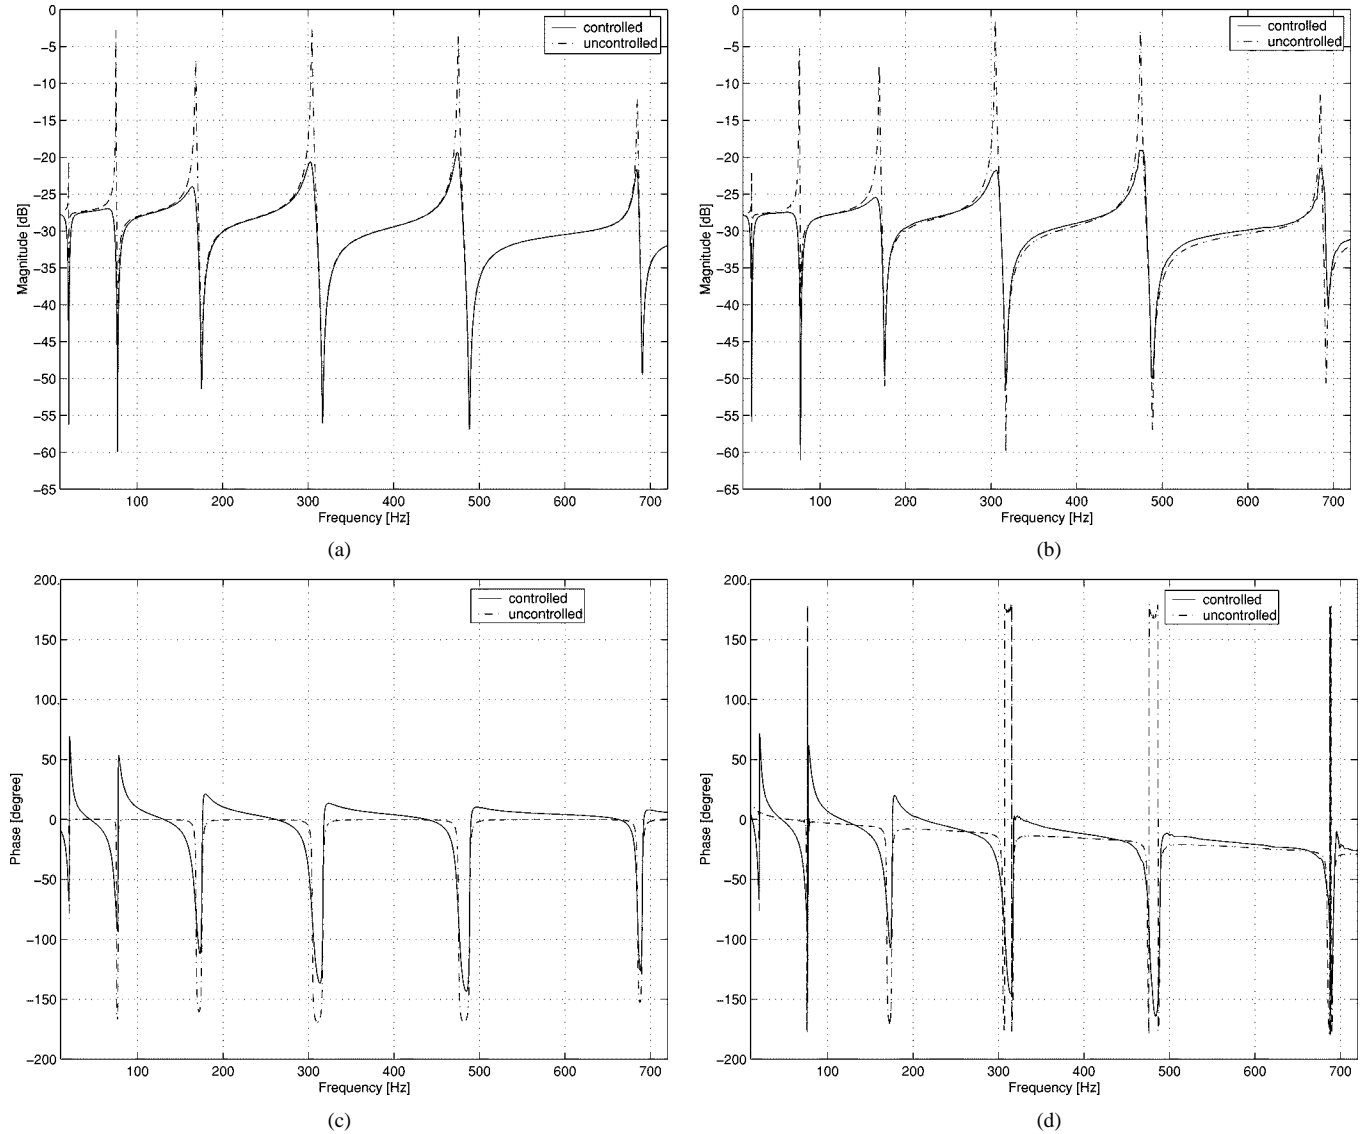 0
−5
−10
−15
−20
−25
−30
−35
−40
−45
−50
−55
−60
−65
Magnitude [dB]
controlled
uncontrolled
100 200 300 400 500 600 700
Frequency [Hz]
(a)
0
−5
−10
−15
−20
−25
−30
−35
−40
−45
−50
−55
−60
−65
Magnitude [dB]
controlled
uncontrolled
100 200 300 400 500 600 700
Frequency [Hz]
(b)
200
150
100
50
0
−50
−100
−150
−200
Phase [degree]
controlled
uncontrolled
100 200 300 400 500 600 700
Frequency [Hz]
(c)
200
150
100
50
0
−50
−100
−150
−200
Phase [degree]
controlled
uncontrolled
100 200 300 400 500 600 700
Frequency [Hz]
(d)